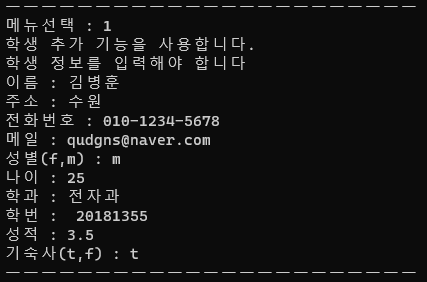 메뉴선택 : 1
학생 추가 기능을 사용합니다.
학생 정보를 입력해야 합니다
이름 : 김병훈
주소 : 수원
전화번호 : 010-1234-5678
메일 : qudgns@naver.com
성별(f,m) : m
나이 : 25
학과 : 전자과
학번 :  20181355
성적 : 3.5
기숙사(t,f) : t